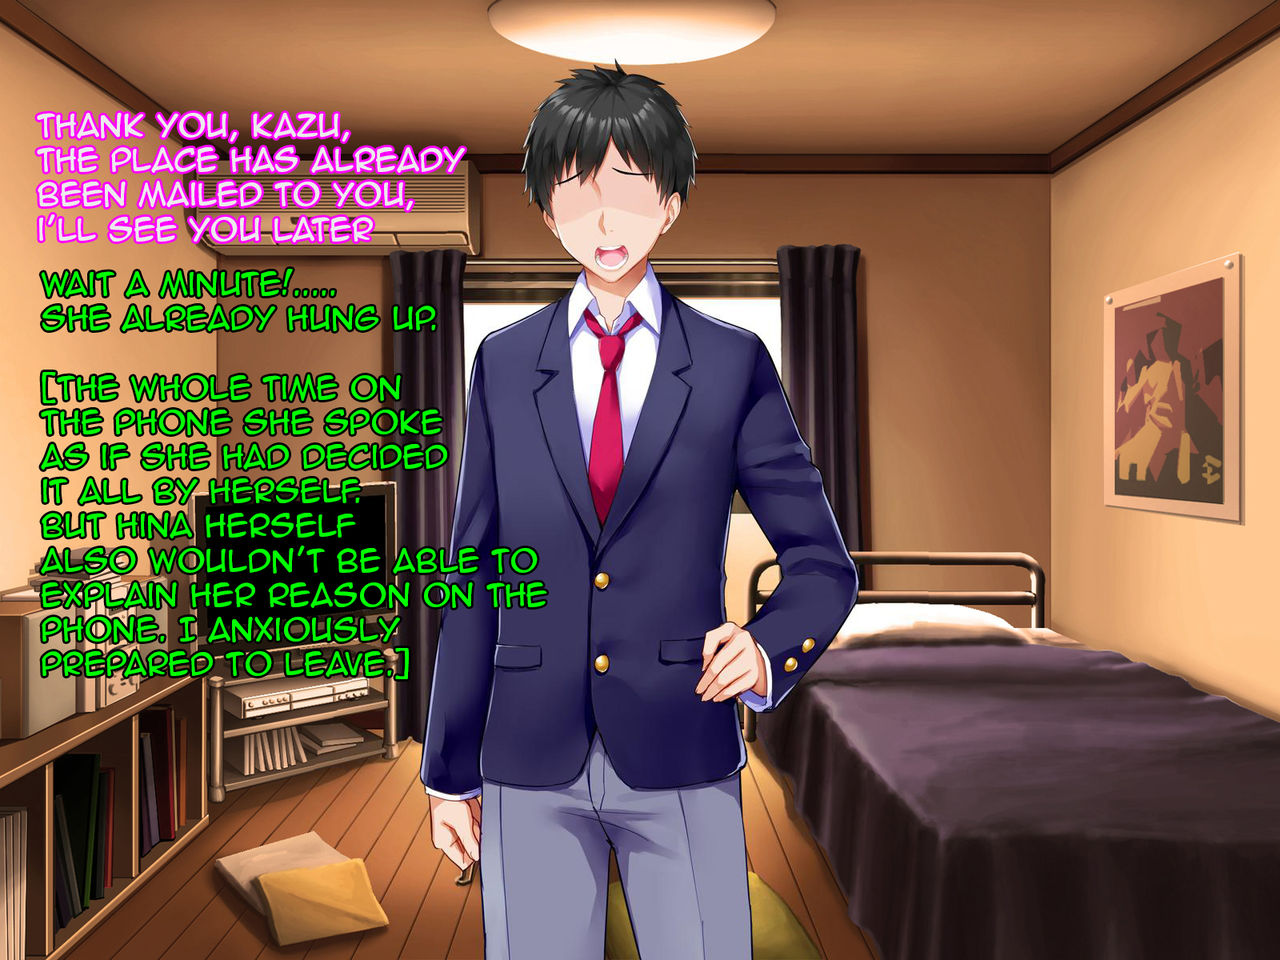 THANK YOU, KAZU,
THE PLACE HAS ALREADY
BEEN MAILED TO YOU,
I'LL SEE YOU LATER
WAIT A MINUTE!.....
SHE ALREADY HUNG UP.
[THE WHOLE TIME ON
THE PHONE SHE SPOKE
AS IF SHE HAD DECIDED
IT ALL BY HERSELF.
BUT HINA HERSELF
ALSO WOULDN'T BE ABLE TO
EXPLAIN HER REASON ON THE
PHONE. I ANXIOUSLY
PREPARED TO LEAVE.]